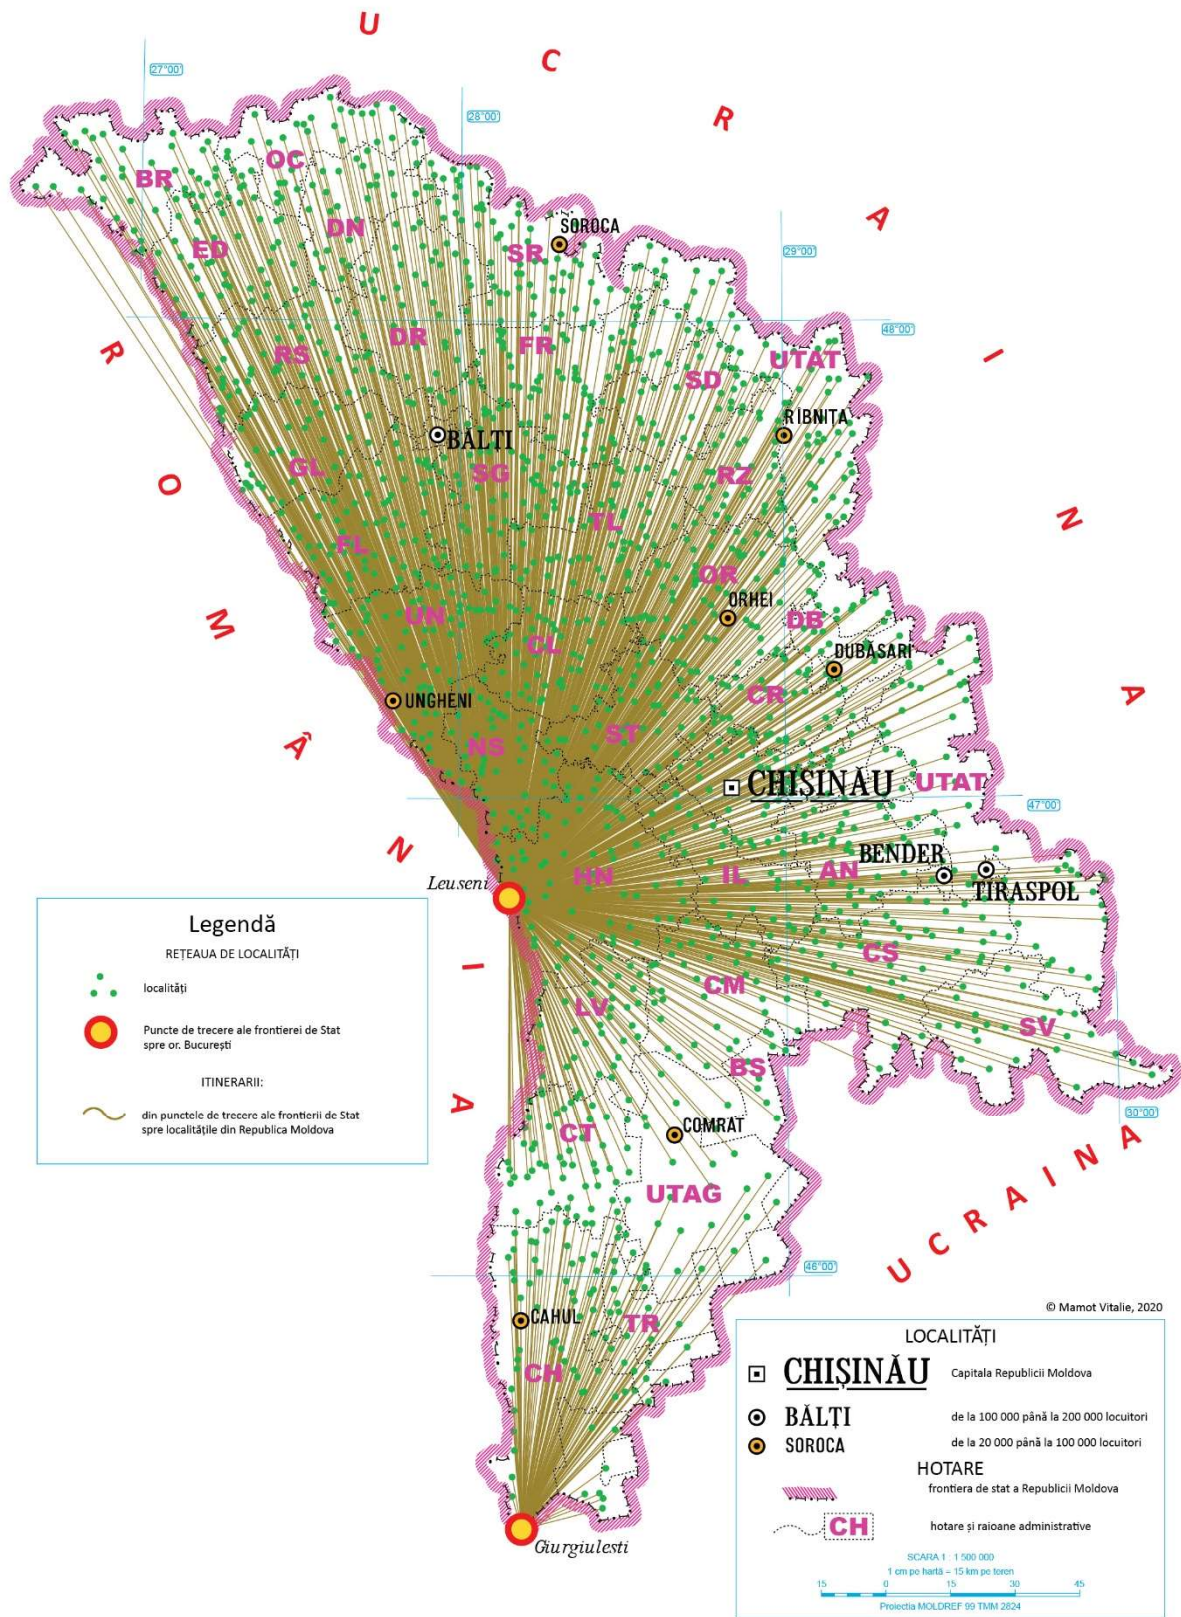 U C R A I N A
27°00'
28°00'
OC
BR
DN
SOROCA
ED
SR
29°00'
48°00'
DR
FR
RS
UTAT
SD
RIBNITA
BĂLȚI
GL
SG
RZ
TL
FL
OR
ORHEI
UN
DB
CL
DUBASARI
CR
UNGHENI
ST
NS
CHIȘINĂU
UTAT
47°00'
BENDER
HN
IL
AN
TIRASPOL
Leuseni
R O M Â N I A
CS
CM
LV
SV
BS
30°00'
COMRAT
CT
UTAG
U C R A I N A
46°00'
CAHUL
TR
CH
Giurgiulesti
Legendă
REȚEAUA DE LOCALITĂȚI
localități
Puncte de trecere ale frontierei de Stat
spre or. București
ITINERARII:
din punctele de trecere ale frontierii de Stat
spre localitățile din Republica Moldova
© Mamot Vitalie, 2020
LOCALITĂȚI
CHIȘINĂU Capitala Republicii Moldova
BĂLȚI de la 100 000 până la 200 000 locuitori
SOROCA de la 20 000 până la 100 000 locuitori
HOTARE
frontiera de stat a Republicii Moldova
CH hotare și raioane administrative
SCARA 1 : 1 500 000
1 cm pe hartă = 15 km pe teren
15 0 15 30 45
Proiectia MOLDREF 99 TMM 2824